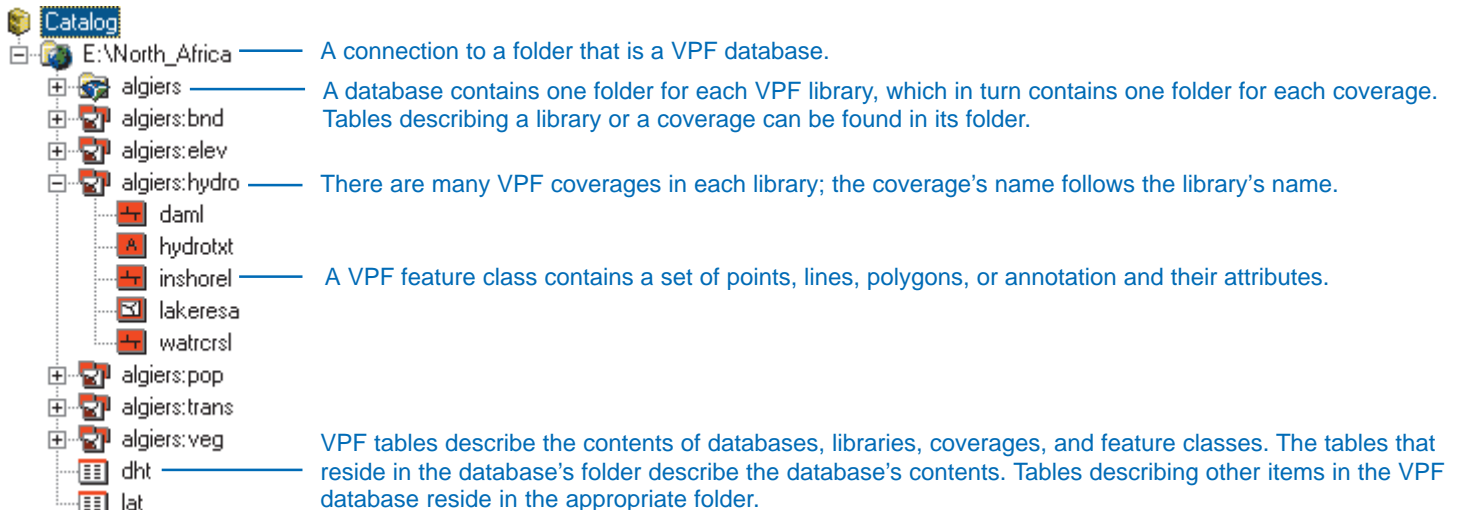 Catalog
E:\North_Africa A connection to a folder that is a VPF database.
algiers A database contains one folder for each VPF library, which in turn contains one folder for each coverage.
algiers:bnd Tables describing a library or a coverage can be found in its folder.
algiers:elev
algiers:hydro There are many VPF coverages in each library; the coverage's name follows the library's name.
daml
hydrotxt
inshorel A VPF feature class contains a set of points, lines, polygons, or annotation and their attributes.
lakeresa
watrcrsl
algiers:pop
algiers:trans
algiers:veg VPF tables describe the contents of databases, libraries, coverages, and feature classes. The tables that
dht reside in the database's folder describe the database's contents. Tables describing other items in the VPF
lat database reside in the appropriate folder.